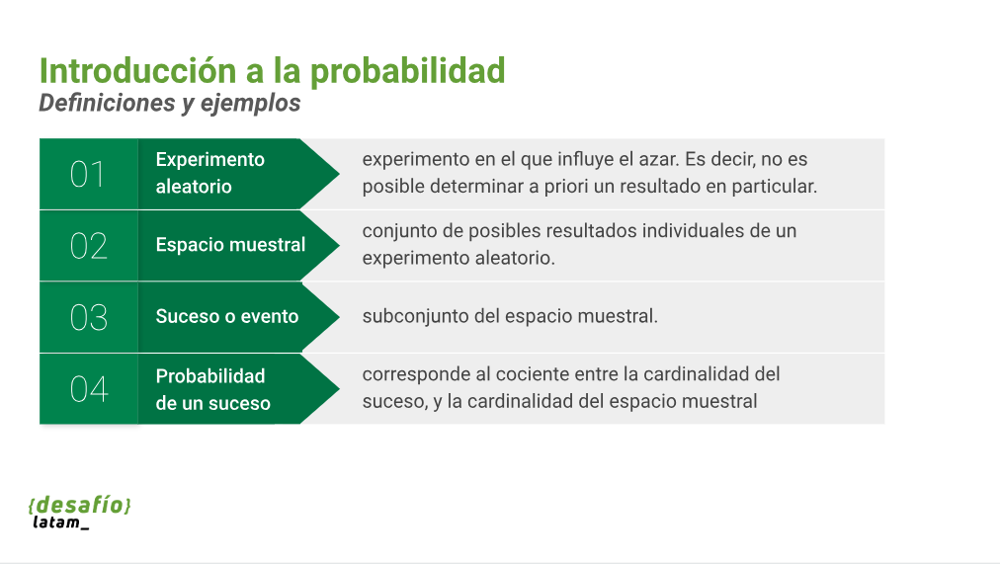 Introducción a la probabilidad
Definiciones y ejemplos
01
Experimento
aleatorio
experimento en el que influye el azar. Es decir, no es
posible determinar a priori un resultado en particular.
02
Espacio muestral
conjunto de posibles resultados individuales de un
experimento aleatorio.
03
Suceso o evento
subconjunto del espacio muestral.
04
Probabilidad
de un suceso
corresponde al cociente entre la cardinalidad del
suceso, y la cardinalidad del espacio muestral
{desafío}
latam_